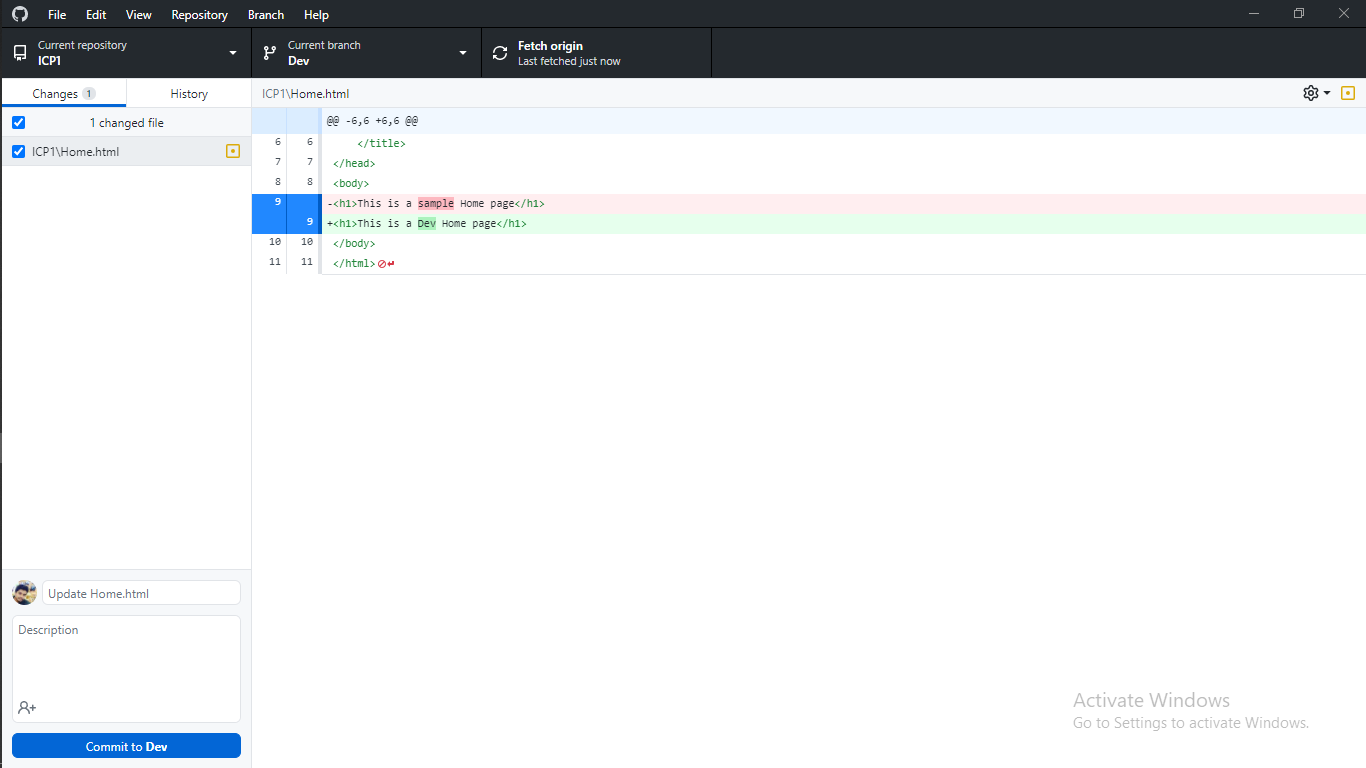 File Edit View Repository Branch Help
Current repository
ICP1
Current branch
Dev
Fetch origin
Last fetched just now
Changes 1 History
1 changed file
ICP1\Home.html
ICP1\Home.html
@@ -6,6 +6,6 @@
6 6 </title>
7 7 </head>
8 8 <body>
9 -<h1>This is a sample Home page</h1>
9 +<h1>This is a Dev Home page</h1>
10 10 </body>
11 11 </html>
Update Home.html
Description
Commit to Dev
Activate Windows
Go to Settings to activate Windows.